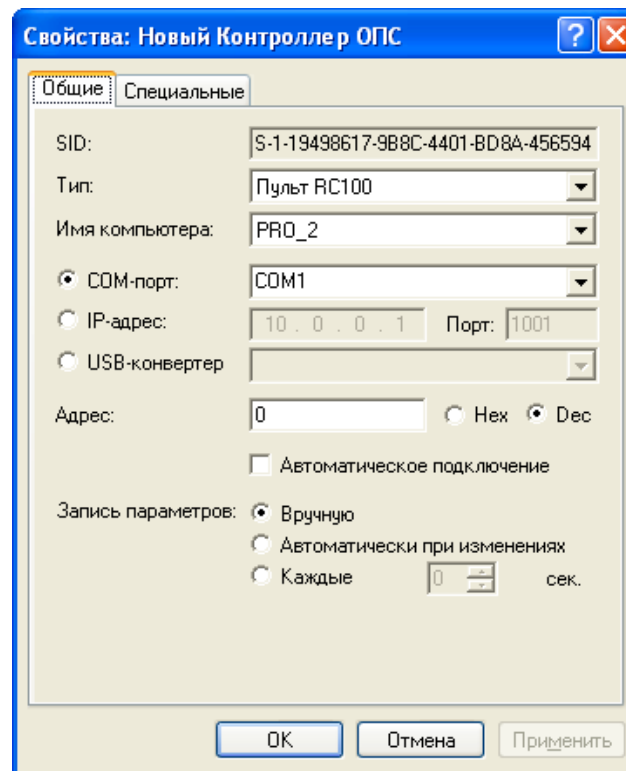 Свойства: Новый Контроллер ОПС
Общие Специальные
SID: S-1-19498617-9B8C-4401-BD8A-456594
Тип: Пульт RC100
Имя компьютера: PRO_2
COM-порт: COM1
IP-адрес: 10 . 0 . 0 . 1 Порт: 1001
USB-конвертер
Адрес: 0 Hex Dec
Автоматическое подключение
Запись параметров: Вручную
Автоматически при изменениях
Каждые 0 сек.
OK Отмена Применить